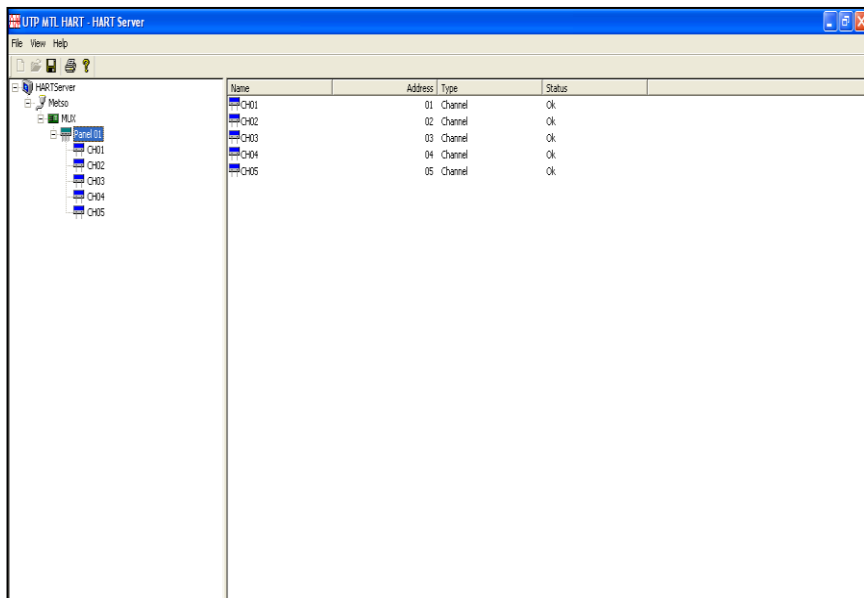 UTP MTL HART - HART Server
File View Help
HARTServer
Metso
MUX
Panel 01
CH01
CH02
CH03
CH04
CH05
Name Address Type Status
CH01 01 Channel Ok
CH02 02 Channel Ok
CH03 03 Channel Ok
CH04 04 Channel Ok
CH05 05 Channel Ok